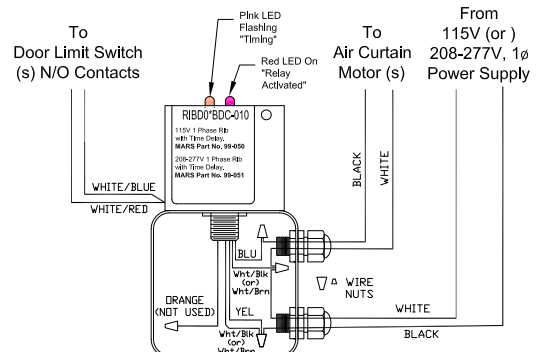 Pink LED
Flashing
"Timing"
To
Door Limit Switch
(s) N/O Contacts
Red LED On
"Relay
Activated"
To
Air Curtain
Motor (s)
From
115V (or )
208-277V, 1ø
Power Supply
RIBD0*BDC-010
115V 1 Phase Rib
with Time Delay,
MARS Part No. 99-050
208-277V 1 Phase Rib
with Time Delay,
MARS Part No. 99-051
BLACK
WHITE
WHITE/BLUE
WHITE/RED
BLU
Wht/Blk
(or)
Wht/Brn
WIRE
NUTS
ORANGE
(NOT USED)
YEL
Wht/Blk
(or)
Wht/Brn
WHITE
BLACK